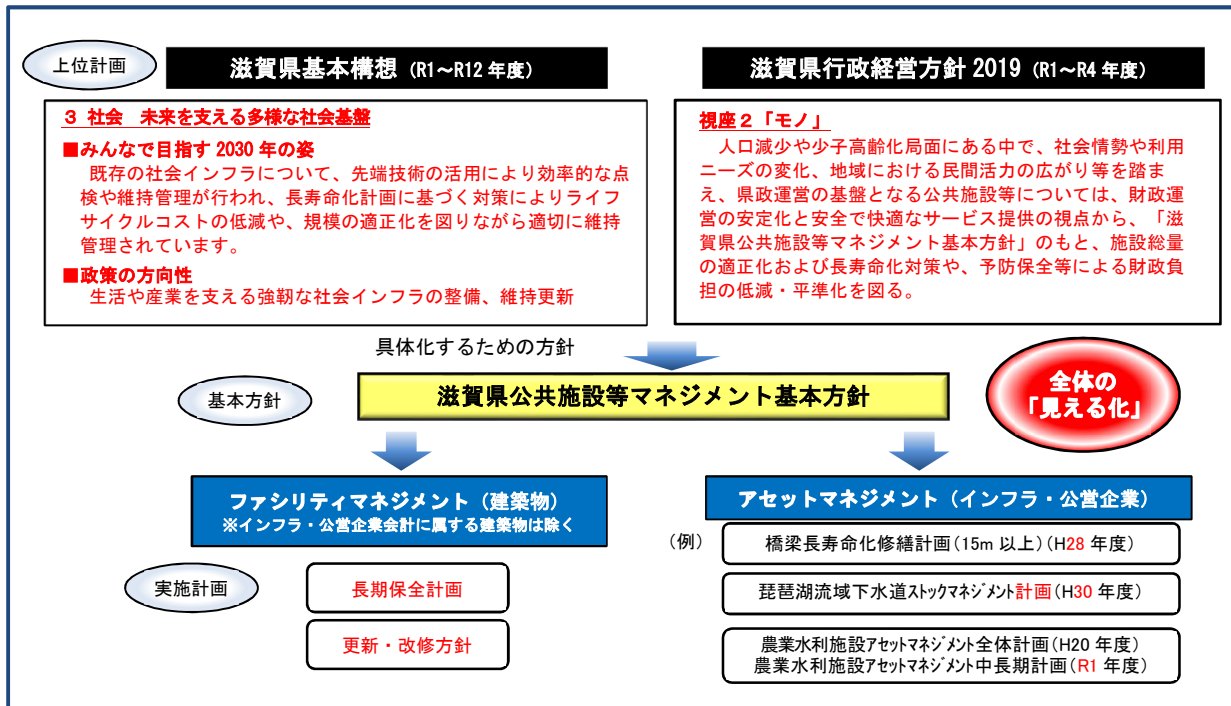 上位計画
滋賀県基本構想（R1～R12 年度）
滋賀県行政経営方針 2019（R1～R4 年度）
３ 社会　未来を支える多様な社会基盤
■みんなで目指す 2030 年の姿
既存の社会インフラについて、先端技術の活用により効率的な点
検や維持管理が行われ、長寿命化計画に基づく対策によりライフ
サイクルコストの低減や、規模の適正化を図りながら適切に維持
管理されています。
■政策の方向性
生活や産業を支える強靭な社会インフラの整備、維持更新
視座２「モノ」
人口減少や少子高齢化局面にある中で、社会情勢や利用
ニーズの変化、地域における民間活力の広がり等を踏ま
え、県政運営の基盤となる公共施設等については、財政運
営の安定化と安全で快適なサービス提供の視点から、「滋
賀県公共施設等マネジメント基本方針」のもと、施設総量
の適正化および長寿命化対策や、予防保全等による財政負
担の低減・平準化を図る。
具体化するための方針
基本方針
滋賀県公共施設等マネジメント基本方針
全体の
「見える化」
ファシリティマネジメント（建築物）
※インフラ・公営企業会計に属する建築物は除く
アセットマネジメント（インフラ・公営企業）
実施計画
長期保全計画
更新・改修方針
（例）
橋梁長寿命化修繕計画（15m 以上）（H28 年度）
琵琶湖流域下水道ｽﾄｯｸﾏﾈｼﾞﾒﾝﾄ計画（H30 年度）
農業水利施設ｱｾｯﾄﾏﾈｼﾞﾒﾝﾄ全体計画（H20 年度）
農業水利施設ｱｾｯﾄﾏﾈｼﾞﾒﾝﾄ中長期計画（R1 年度）